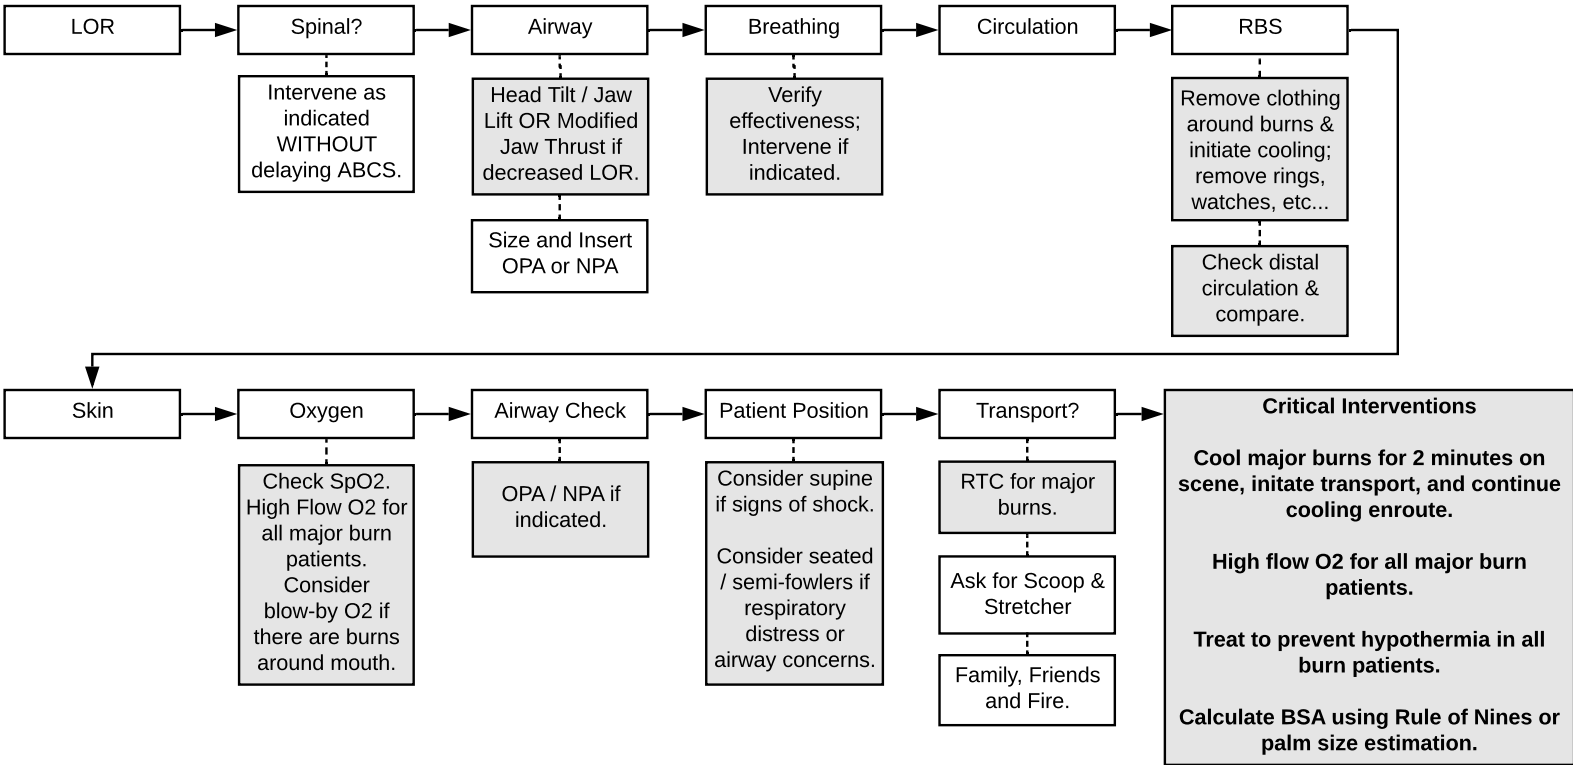 LOR
Spinal?
Intervene as
indicated
WITHOUT
delaying ABCS.
Airway
Head Tilt / Jaw
Lift OR Modified
Jaw Thrust if
decreased LOR.
Size and Insert
OPA or NPA
Breathing
Verify
effectiveness;
Intervene if
indicated.
Circulation
RBS
Remove clothing
around burns &
initiate cooling;
remove rings,
watches, etc...
Check distal
circulation &
compare.
Skin
Oxygen
Check SpO2.
High Flow O2 for
all major burn
patients.
Consider
blow-by O2 if
there are burns
around mouth.
Airway Check
OPA / NPA if
indicated.
Patient Position
Consider supine
if signs of shock.
Consider seated
/ semi-fowlers if
respiratory
distress or
airway concerns.
Transport?
RTC for major
burns.
Ask for Scoop &
Stretcher
Family, Friends
and Fire.
Critical Interventions
Cool major burns for 2 minutes on
scene, initate transport, and continue
cooling enroute.
High flow O2 for all major burn
patients.
Treat to prevent hypothermia in all
burn patients.
Calculate BSA using Rule of Nines or
palm size estimation.